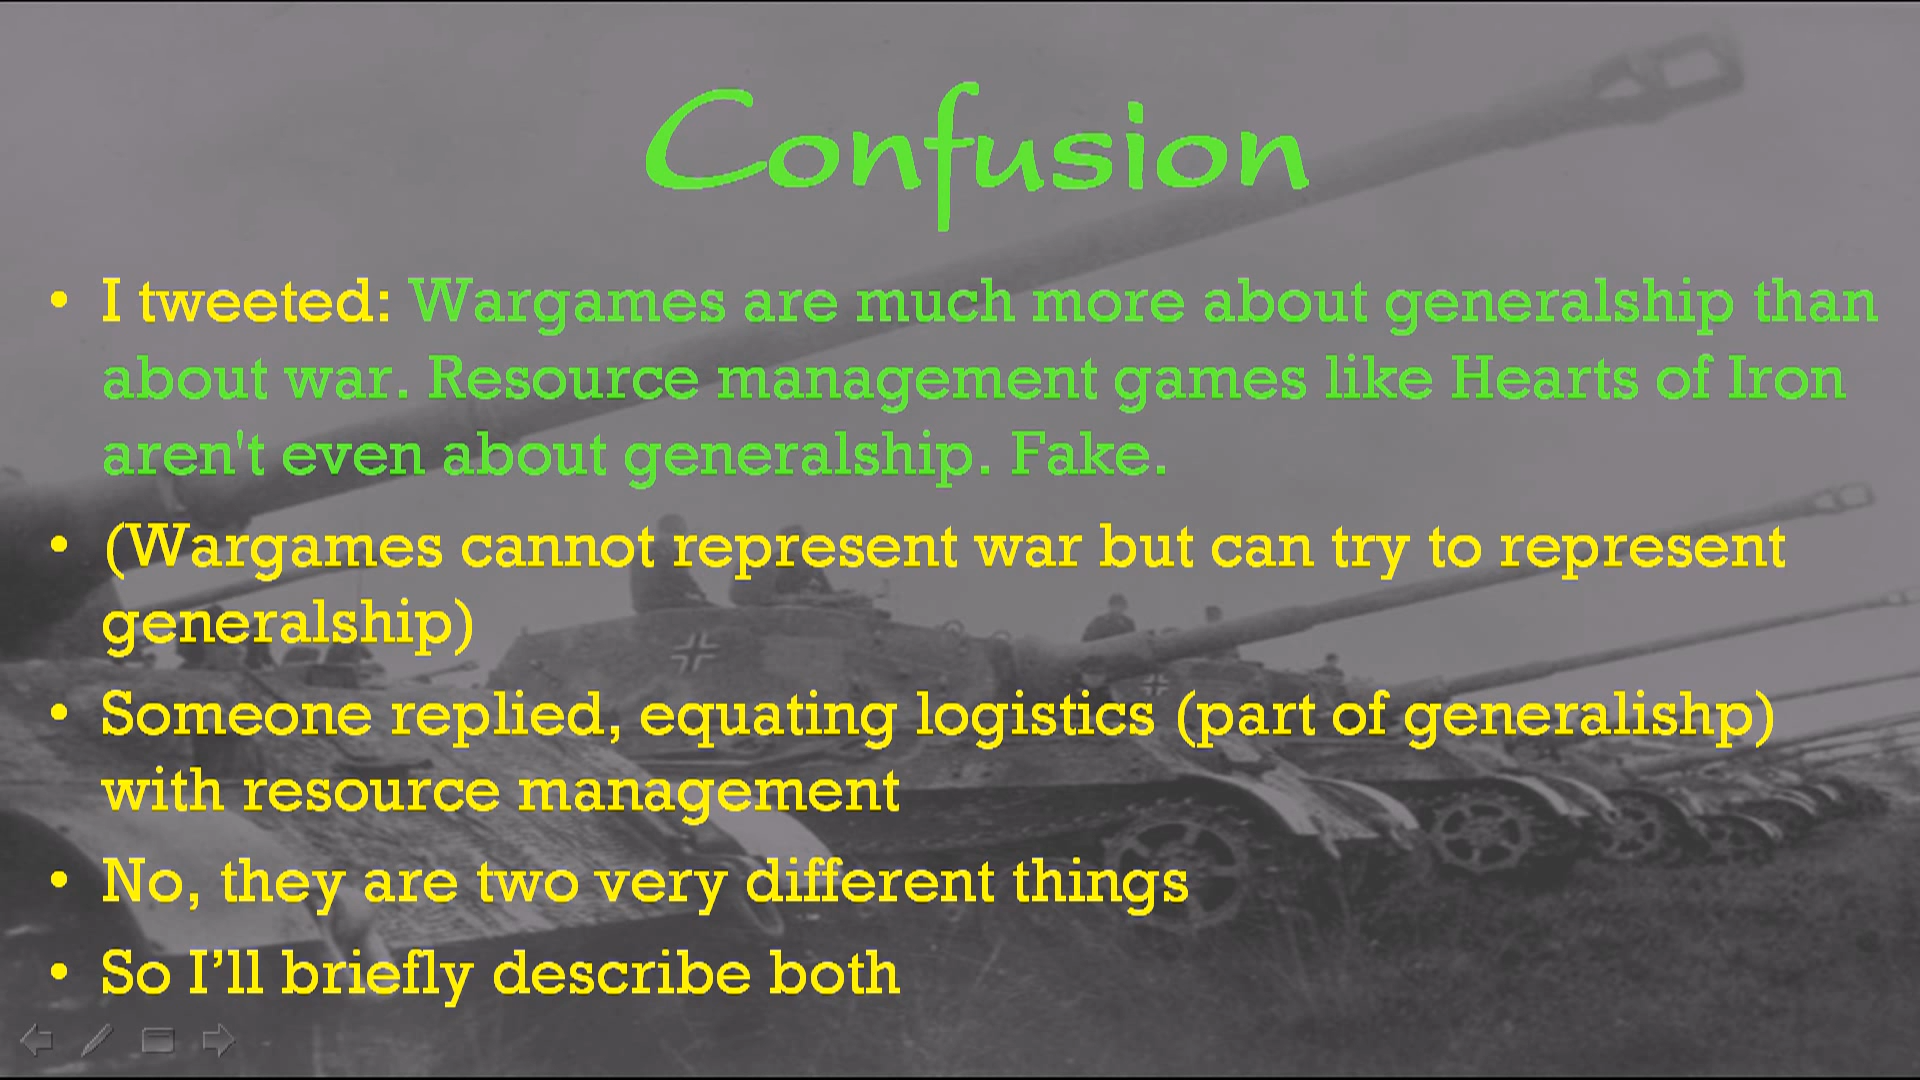 Confusion
• I tweeted: Wargames are much more about generalship than
about war. Resource management games like Hearts of Iron
aren't even about generalship. Fake.
• (Wargames cannot represent war but can try to represent
generalship)
• Someone replied, equating logistics (part of generalishp)
with resource management
• No, they are two very different things
• So I’ll briefly describe both